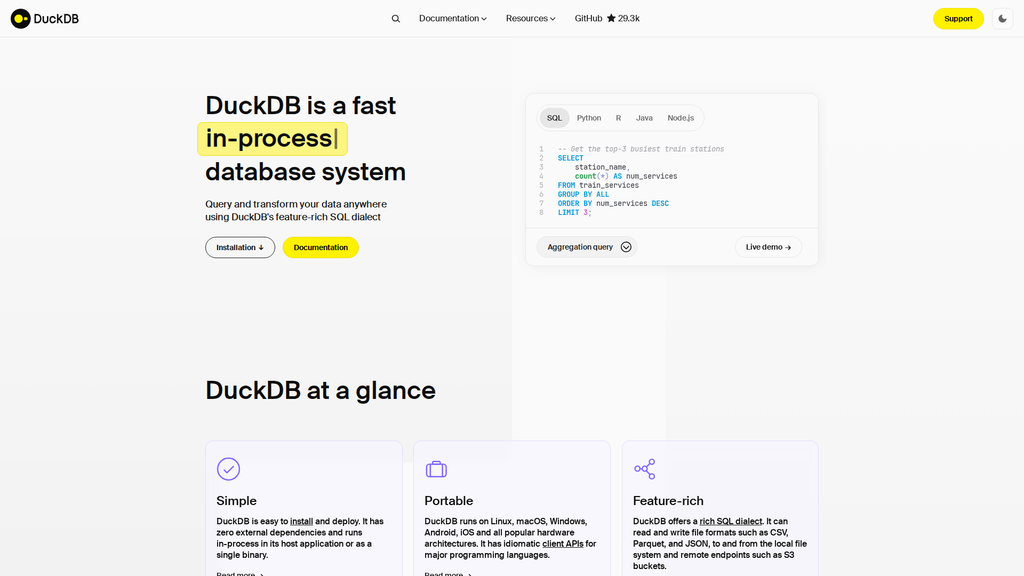 DuckDB
Documentation
Resources
GitHub ★ 29.3k
Support
DuckDB is a fast
in-process
database system
Query and transform your data anywhere
using DuckDB's feature-rich SQL dialect
Installation ↓
Documentation
SQL
Python
R
Java
Node.js
1 -- Get the top-3 busiest train stations
2 SELECT
3 station_name,
4 count(*) AS num_services
5 FROM train_services
6 GROUP BY ALL
7 ORDER BY num_services DESC
8 LIMIT 3;
Aggregation query
Live demo →
DuckDB at a glance
Simple
DuckDB is easy to install and deploy. It has
zero external dependencies and runs
in-process in its host application or as a
single binary.
Read more →
Portable
DuckDB runs on Linux, macOS, Windows,
Android, iOS and all popular hardware
architectures. It has idiomatic client APIs for
major programming languages.
Read more →
Feature-rich
DuckDB offers a rich SQL dialect. It can
read and write file formats such as CSV,
Parquet, and JSON, to and from the local file
system and remote endpoints such as S3
buckets.